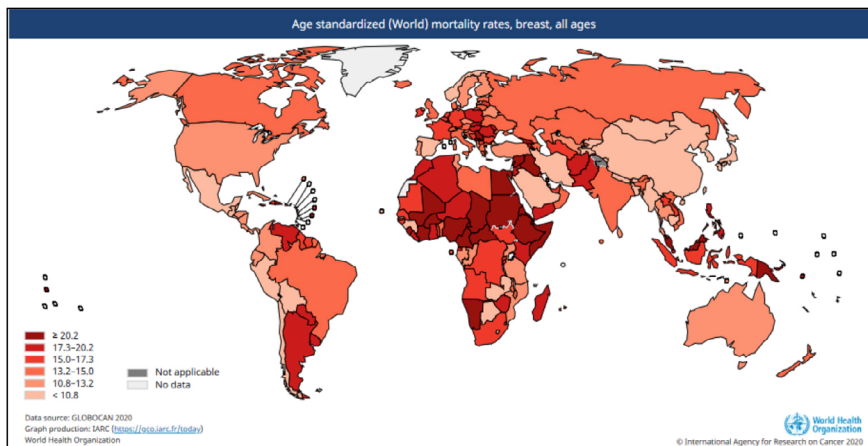 Age standardized (World) mortality rates, breast, all ages
≥ 20.2
17.3–20.2
15.0–17.3
13.2–15.0
10.8–13.2
< 10.8
Not applicable
No data
Data source: GLOBOCAN 2020
Graph production: IARC (https://gco.iarc.fr/today)
World Health Organization
World Health
Organization
© International Agency for Research on Cancer 2020